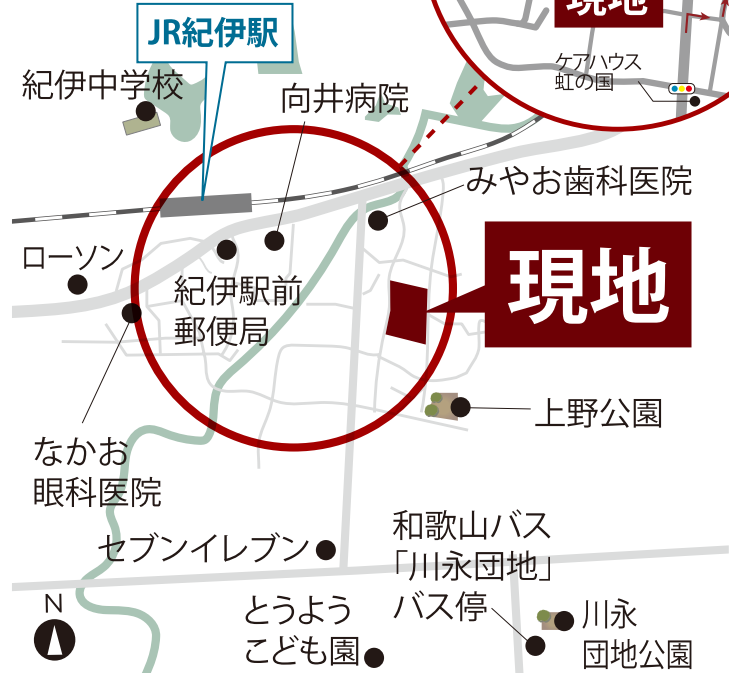 現地
JR紀伊駅
ケアハウス
虹の国
紀伊中学校
向井病院
みやお歯科医院
ローソン
現地
紀伊駅前
郵便局
上野公園
なかお
眼科医院
和歌山バス
「川永団地」
バス停
セブンイレブン
N
とうよう
こども園
川永
団地公園